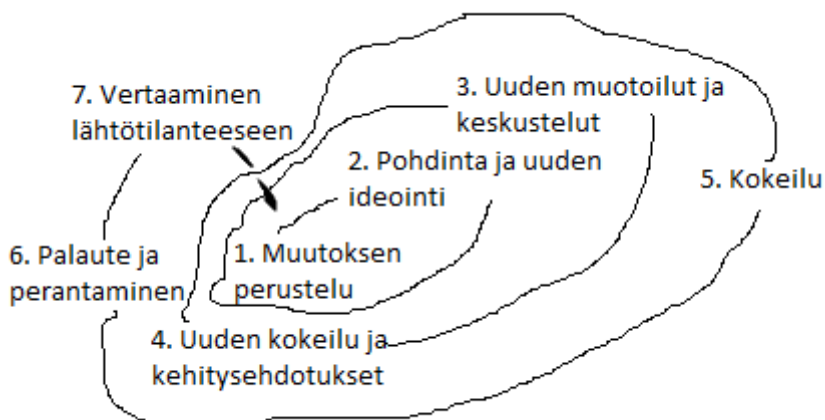 7. Vertaaminen
lähtötilanteeseen
3. Uuden muotoilut ja
keskustelut
2. Pohdinta ja uuden
ideointi
5. Kokeilu
1. Muutoksen
perustelu
6. Palaute ja
perantaminen
4. Uuden kokeilu ja
kehitysehdotukset